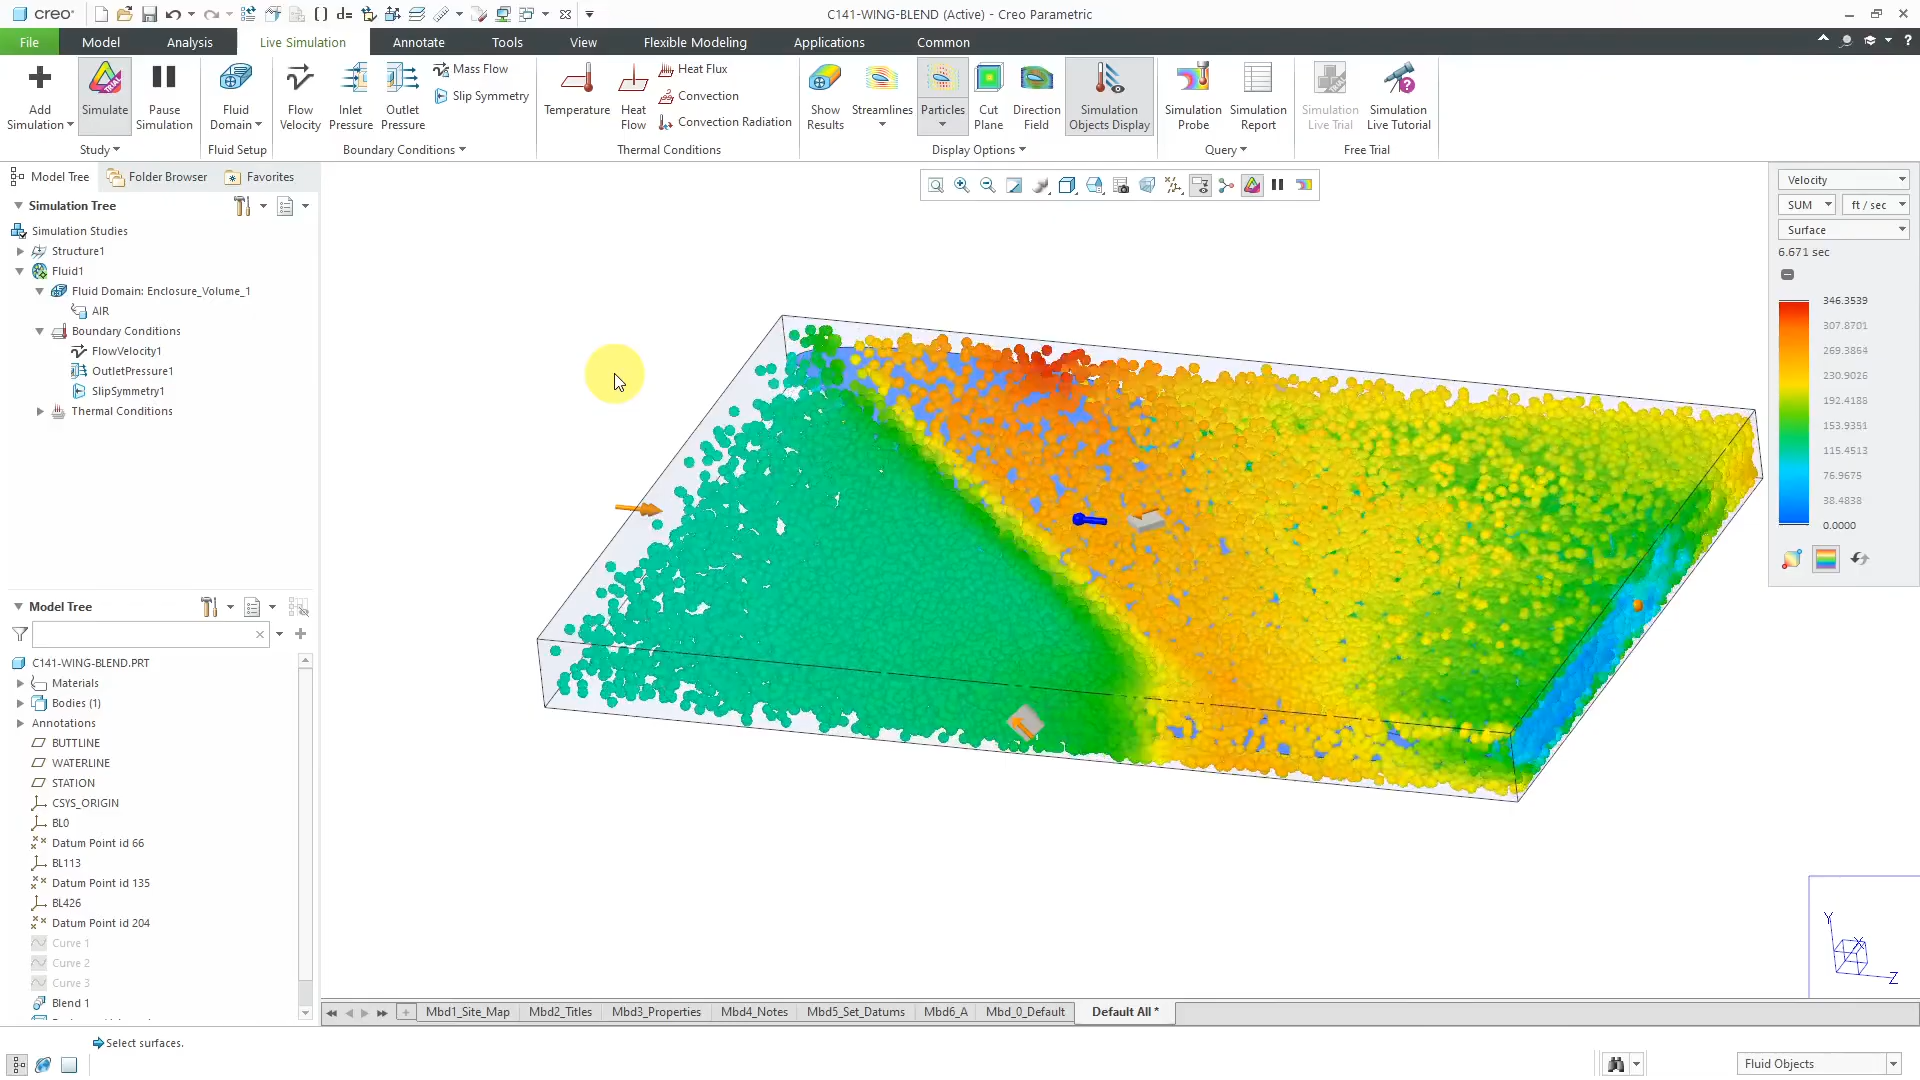 creo
C141-WING-BLEND (Active) - Creo Parametric
File
Model
Analysis
Live Simulation
Annotate
Tools
View
Flexible Modeling
Applications
Common
Add
Simulation
Simulate
Pause
Simulation
Fluid
Domain
Flow
Velocity
Inlet
Pressure
Outlet
Pressure
Mass Flow
Slip Symmetry
Temperature
Heat
Flow
Heat Flux
Convection
Convection Radiation
Show
Results
Streamlines
Particles
Cut
Plane
Direction
Field
Simulation
Objects Display
Simulation
Probe
Simulation
Report
Simulation
Live Trial
Simulation
Live Tutorial
Study
Fluid Setup
Boundary Conditions
Thermal Conditions
Display Options
Query
Free Trial
Model Tree
Folder Browser
Favorites
Simulation Tree
Simulation Studies
Structure1
Fluid1
Fluid Domain: Enclosure_Volume_1
AIR
Boundary Conditions
FlowVelocity1
OutletPressure1
SlipSymmetry1
Thermal Conditions
Model Tree
C141-WING-BLEND.PRT
Materials
Bodies (1)
Annotations
BUTTLINE
WATERLINE
STATION
CSYS_ORIGIN
BL0
Datum Point id 66
BL113
Datum Point id 135
BL426
Datum Point id 204
Curve 1
Curve 2
Curve 3
Blend 1
Velocity
SUM
ft / sec
Surface
6.671 sec
346.3539
307.8701
269.3864
230.9026
192.4188
153.9351
115.4513
76.9675
38.4838
0.0000
Y
X
Z
Mbd1_Site_Map
Mbd2_Titles
Mbd3_Properties
Mbd4_Notes
Mbd5_Set_Datums
Mbd6_A
Mbd_0_Default
Default All *
Select surfaces.
Fluid Objects